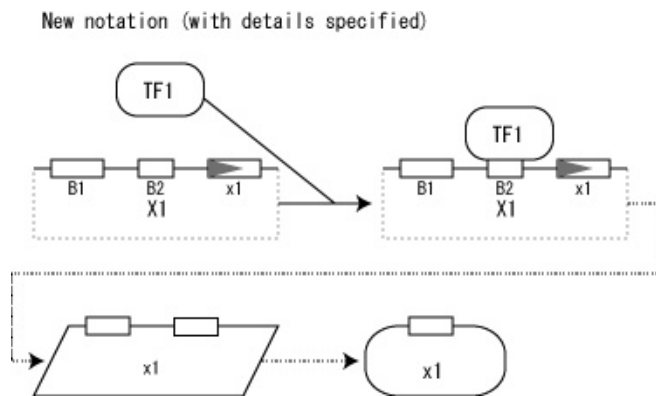 New notation (with details specified)
TF1
TF1
B1 B2 x1
X1
B1 B2 x1
X1
x1
x1